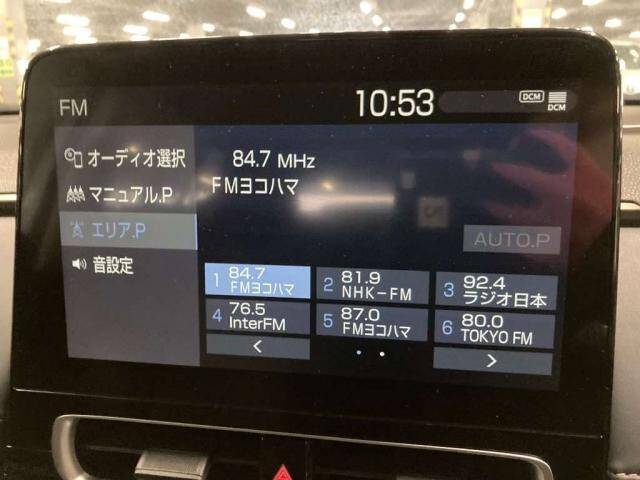 FM
10:53
DCM
DCM
オーディオ選択
マニュアル.P
エリア.P
音設定
84.7 MHz
FMヨコハマ
AUTO.P
1 84.7
FMヨコハマ
2 81.9
NHK-FM
3 92.4
ラジオ日本
4 76.5
InterFM
5 87.0
FMヨコハマ
6 80.0
TOKYO FM
<
>